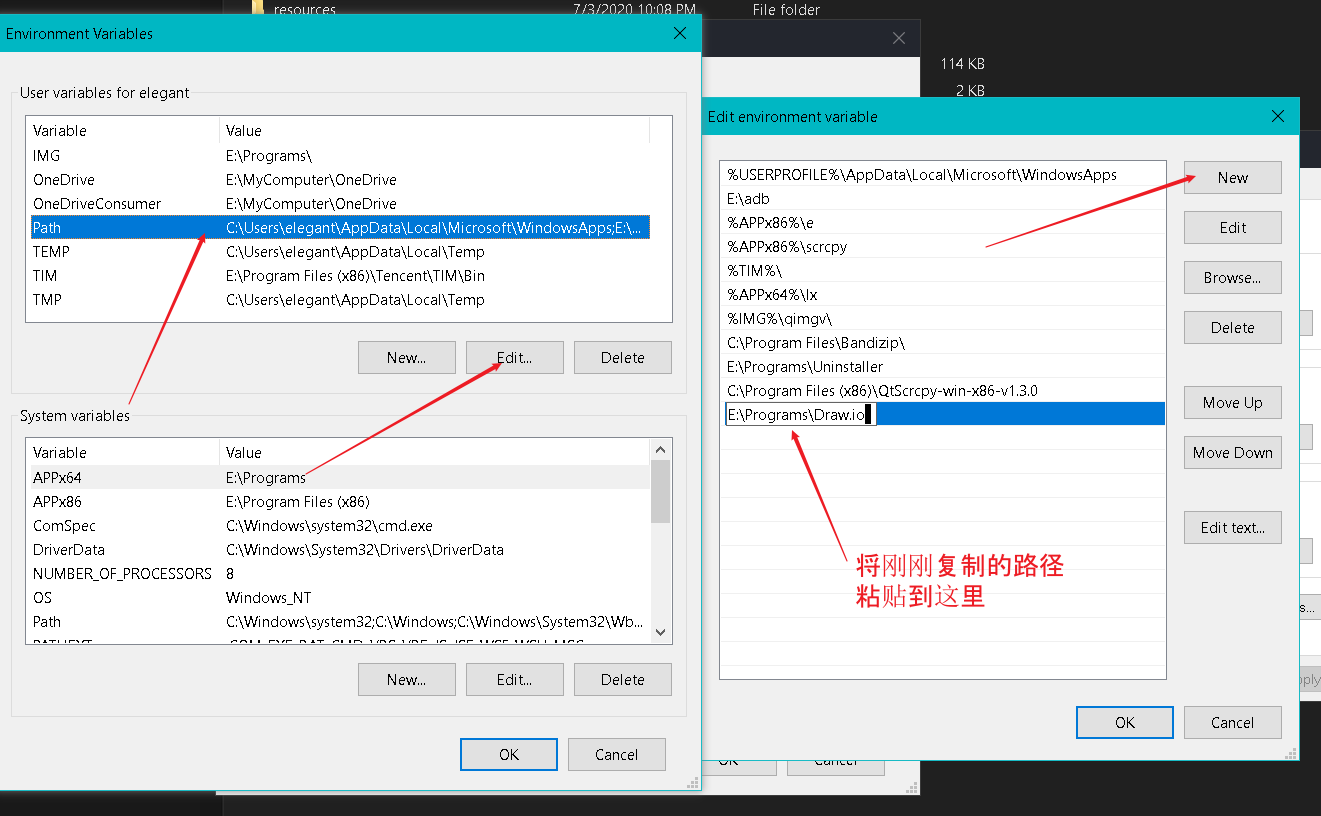 resources 7/3/2020 10:08 PM File folder
114 KB
2 KB
Environment Variables
User variables for elegant
Variable Value
IMG E:\Programs\
OneDrive E:\MyComputer\OneDrive
OneDriveConsumer E:\MyComputer\OneDrive
Path C:\Users\elegant\AppData\Local\Microsoft\WindowsApps;E:\...
TEMP C:\Users\elegant\AppData\Local\Temp
TIM E:\Program Files (x86)\Tencent\TIM\Bin
TMP C:\Users\elegant\AppData\Local\Temp
New... Edit... Delete
System variables
Variable Value
APPx64 E:\Programs
APPx86 E:\Program Files (x86)
ComSpec C:\Windows\system32\cmd.exe
DriverData C:\Windows\System32\Drivers\DriverData
NUMBER_OF_PROCESSORS 8
OS Windows_NT
Path C:\Windows\system32;C:\Windows;C:\Windows\System32\Wb...
New... Edit... Delete
OK Cancel
Edit environment variable
%USERPROFILE%\AppData\Local\Microsoft\WindowsApps
E:\adb
%APPx86%\e
%APPx86%\scrcpy
%TIM%\
%APPx64%\lx
%IMG%\qimgv\
C:\Program Files\Bandizip\
E:\Programs\Uninstaller
C:\Program Files (x86)\QtScrcpy-win-x86-v1.3.0
E:\Programs\Draw.io
New
Edit
Browse...
Delete
Move Up
Move Down
Edit text...
将刚刚复制的路径
粘贴到这里
OK Cancel
OK Cancel